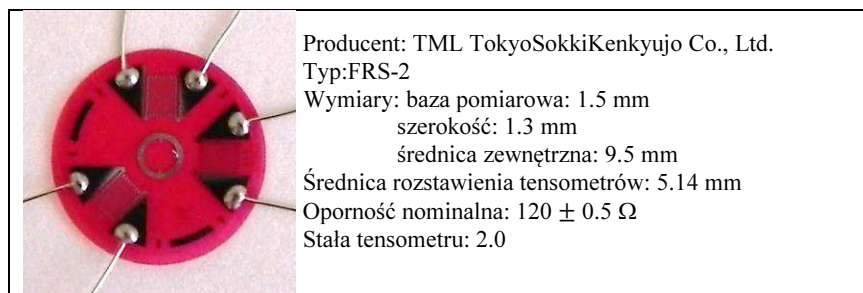 Producent: TML TokyoSokkiKenkyujo Co., Ltd.
Typ:FRS-2
Wymiary: baza pomiarowa: 1.5 mm
szerokość: 1.3 mm
średnica zewnętrzna: 9.5 mm
Średnica rozstawienia tensometrów: 5.14 mm
Oporność nominalna: 120 ± 0.5 Ω
Stała tensometru: 2.0